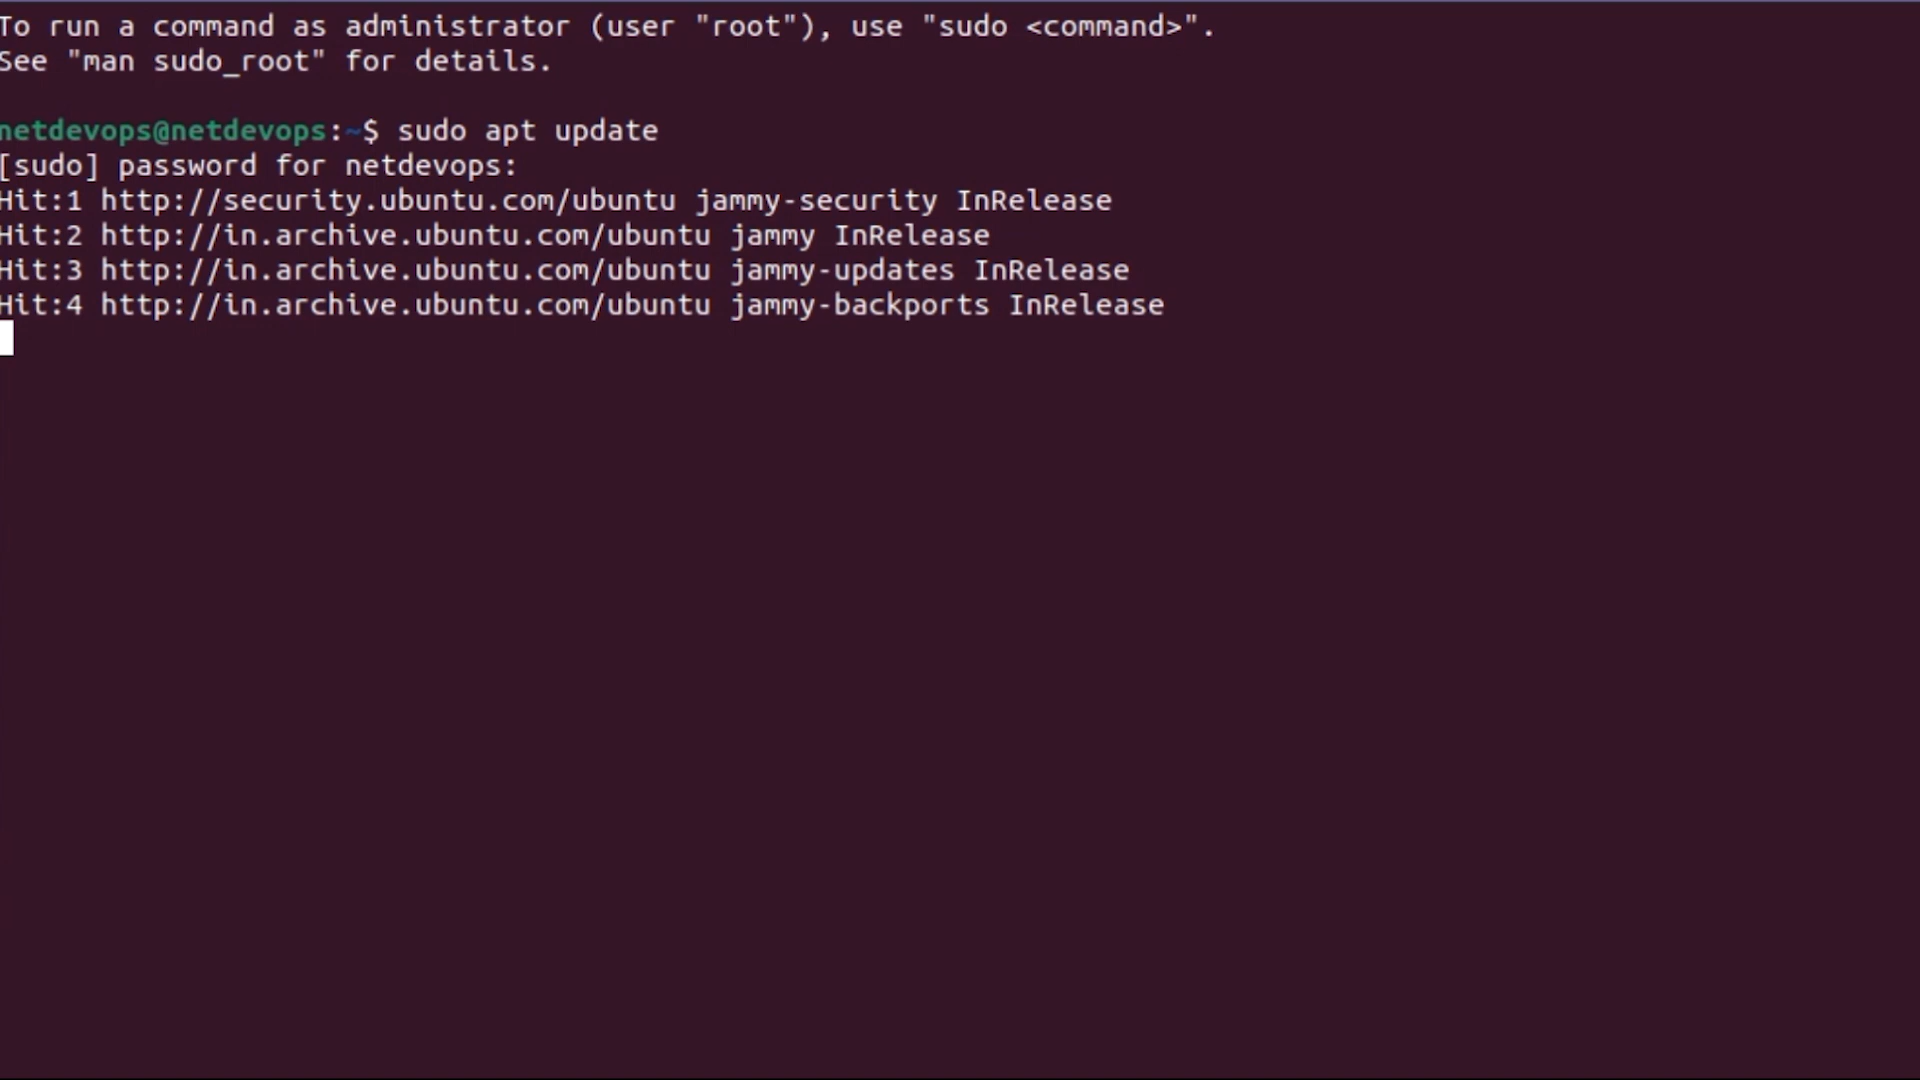 To run a command as administrator (user "root"), use "sudo <command>".
See "man sudo_root" for details.
netdevops@netdevops:~$ sudo apt update
[sudo] password for netdevops:
Hit:1 http://security.ubuntu.com/ubuntu jammy-security InRelease
Hit:2 http://in.archive.ubuntu.com/ubuntu jammy InRelease
Hit:3 http://in.archive.ubuntu.com/ubuntu jammy-updates InRelease
Hit:4 http://in.archive.ubuntu.com/ubuntu jammy-backports InRelease